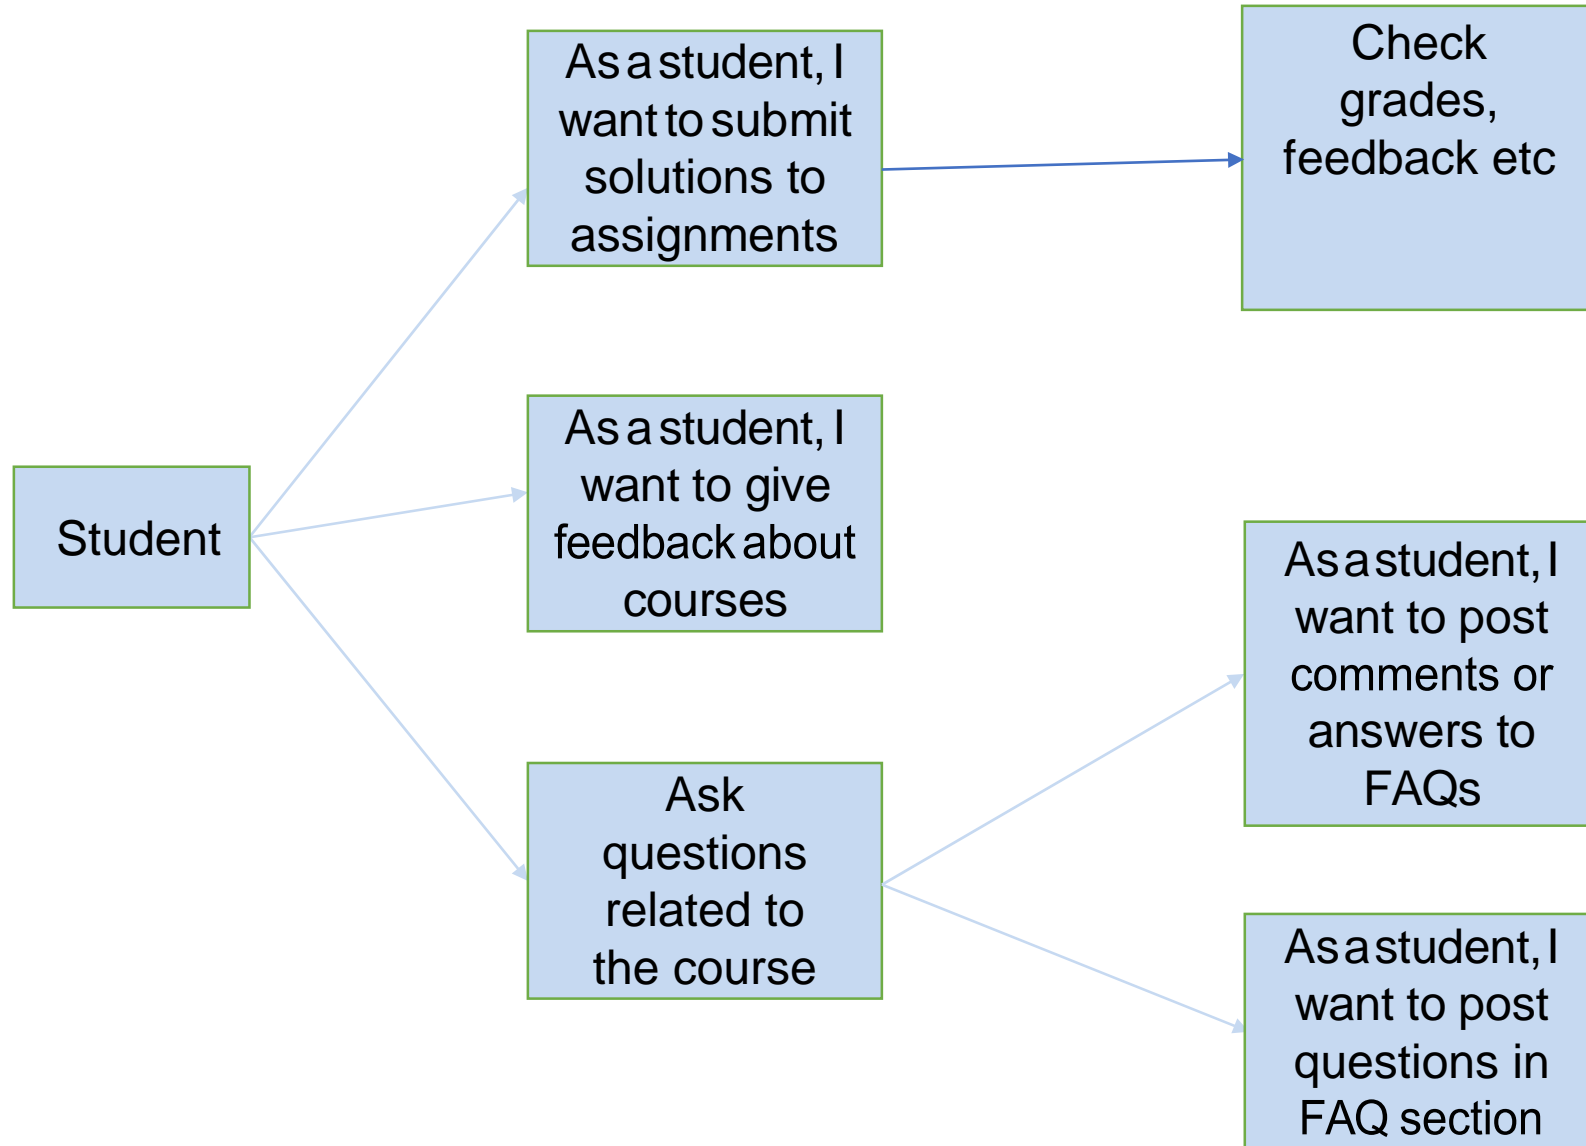 Student
As a student, I
want to submit
solutions to
assignments
Check
grades,
feedback etc
As a student, I
want to give
feedback about
courses
Ask
questions
related to
the course
As a student, I
want to post
comments or
answers to
FAQs
As a student, I
want to post
questions in
FAQ section